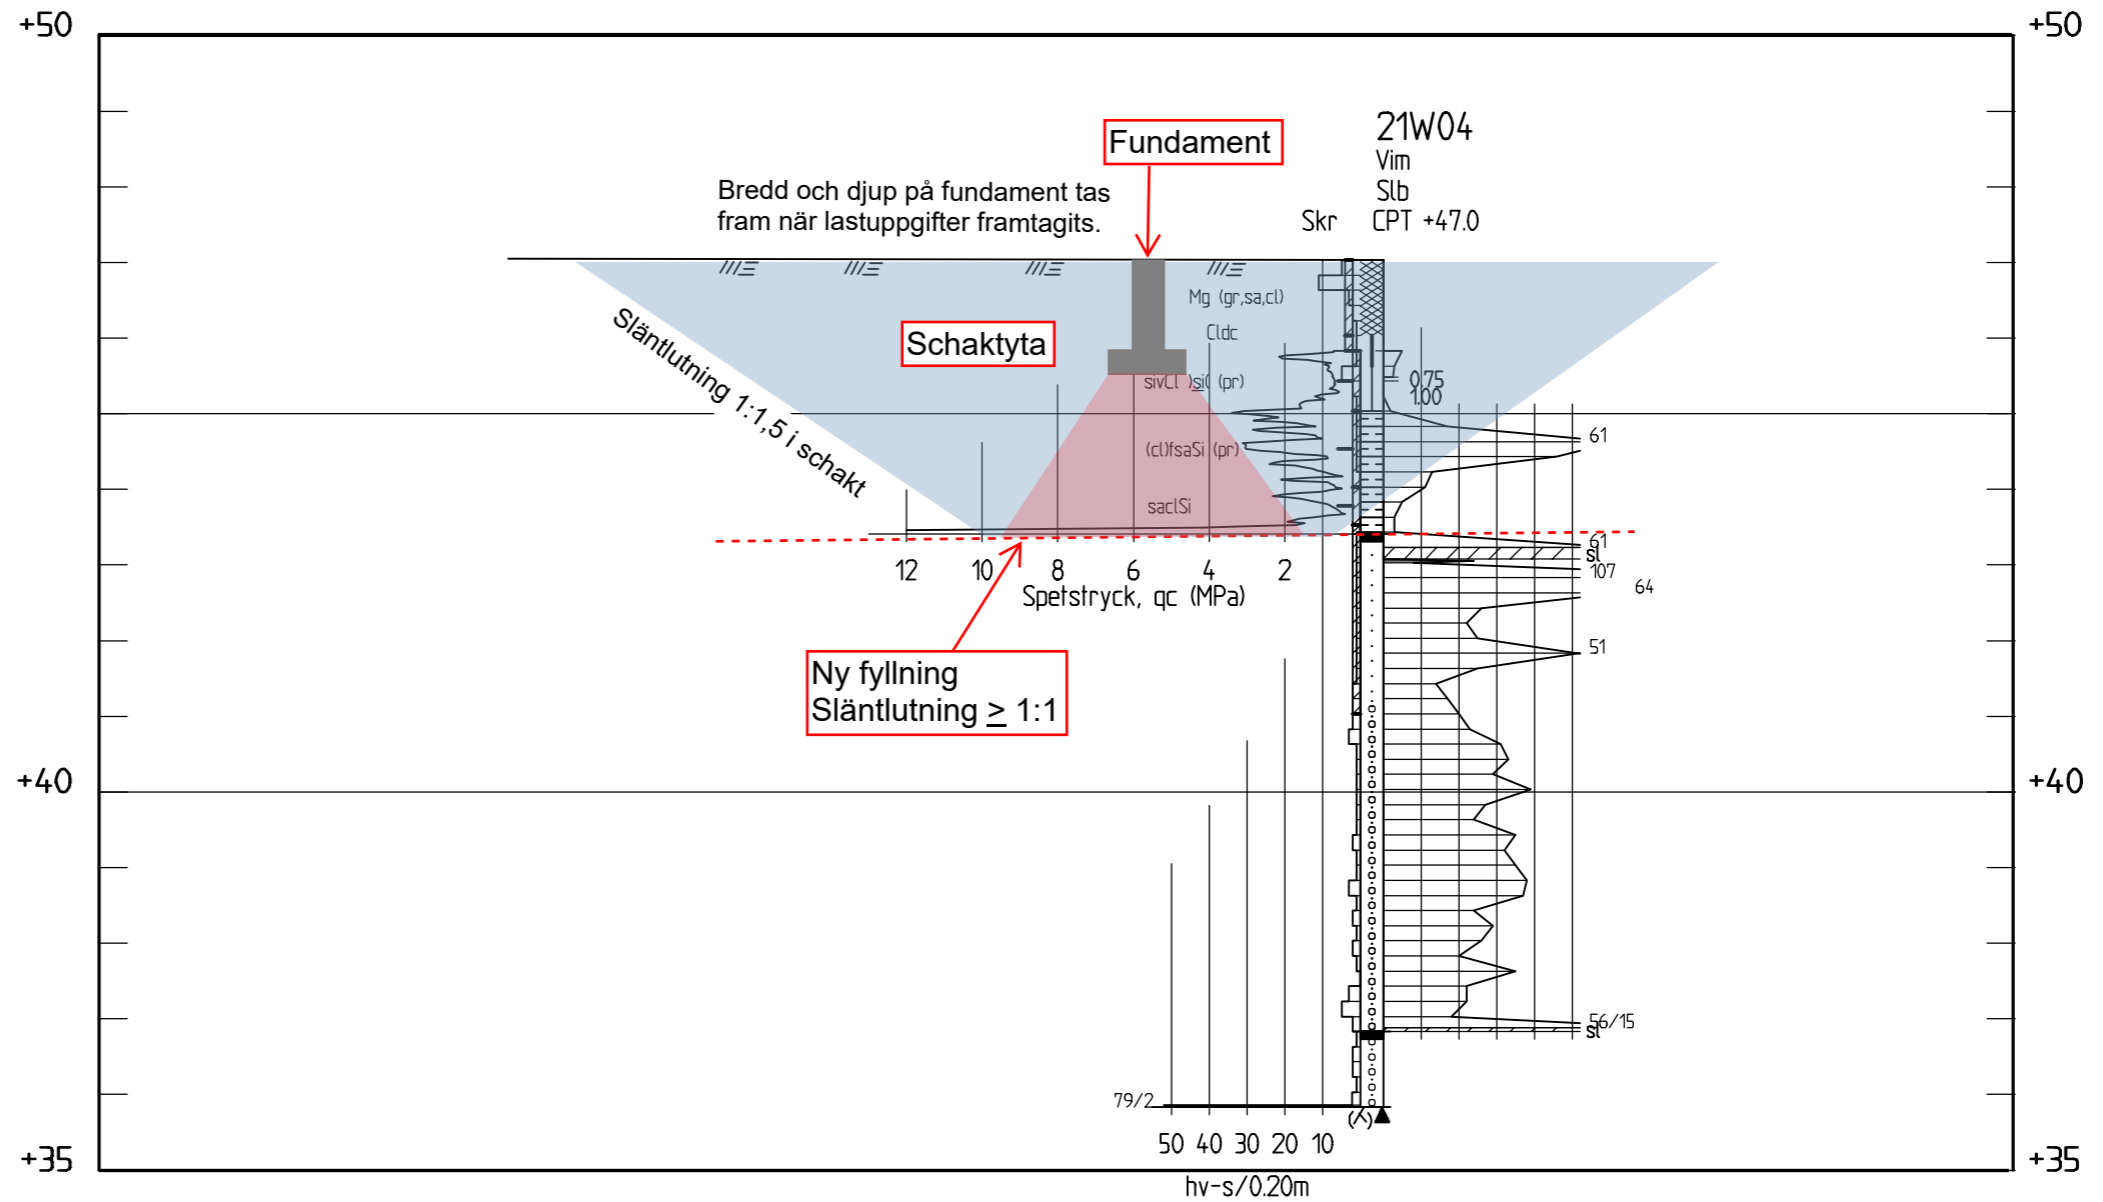 +50
+50
Fundament
21W04
Vim
Slb
Skr
CPT +47.0
Bredd och djup på fundament tas
fram när lastuppgifter framtagits.
Mg (gr,sa,cl)
Cldc
Schaktyta
Släntlutning 1:1,5 i schakt
sivCl )si( (pr)
0.75
1.00
61
(cl)fsaSi (pr)
saclSi
61
sl
107
64
12
10
8
6
4
2
Spetstryck, qc (MPa)
51
Ny fyllning
Släntlutning ≥ 1:1
+40
+40
56/15
sl
79/2
50
40
30
20
10
+35
+35
hv-s/0.20m